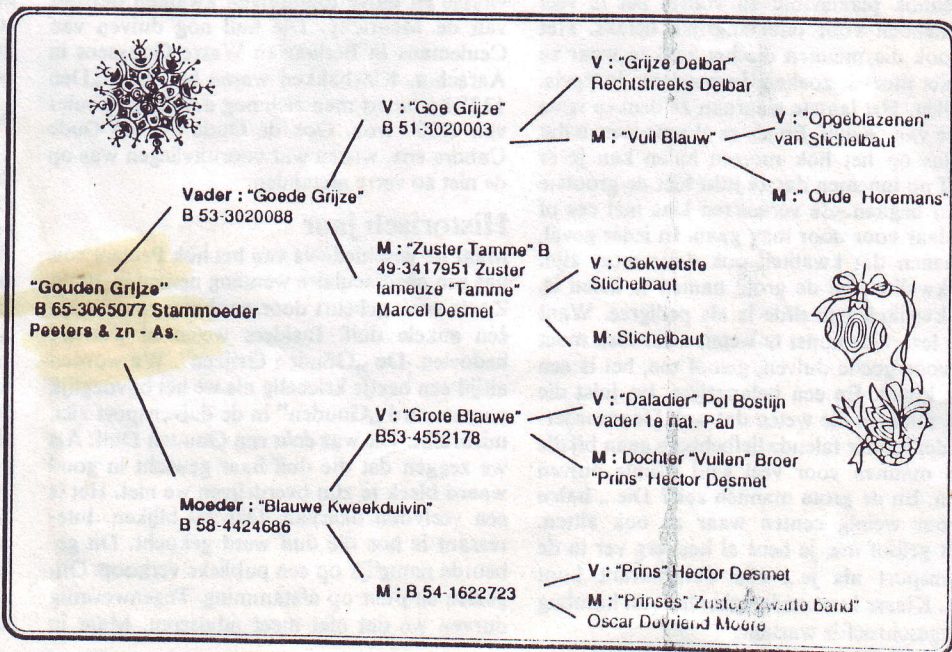 V : "Grijze Delbar"
Rechtstreeks Delbar
V : "Goe Grijze"
B 51-3020003
V : "Opgeblazenen"
van Stichelbaut
M : "Vuil Blauw"
M : "Oude Horemans"
Vader : "Goede Grijze"
B 53-3020088
M : "Zuster Tamme" B
49-3417951 Zuster
fameuze "Tamme"
Marcel Desmet
V : "Gekwetste
Stichelbaut
"Gouden Grijze"
B 65-3065077 Stammoeder
Peeters & zn - As.
M: Stichelbaut
V : "Grote Blauwe"
B53-4552178
V : "Daladier" Pol Bostijn
Vader 1e nat. Pau
M : Dochter "Vuilaar" Broer
"Prins" Hector Desmet
Moeder : "Blauwe Kweekduivin"
B 58-4424686
M : B 54-1622723
V : "Prins" Hector Desmet
M : "Prinses" Zuster "Zwarte band"
Oscar Devriend Moere